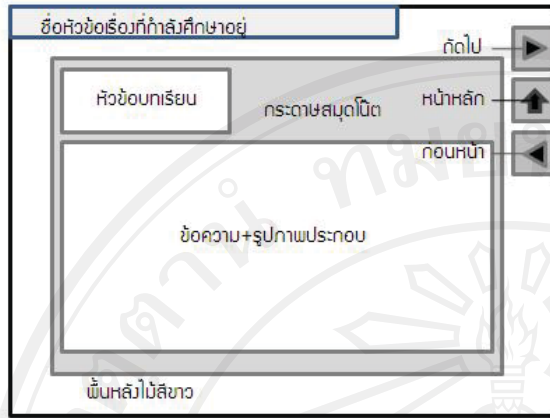 ชื่อหัวข้อเรื่องที่กำลังศึกษาอยู่
ถัดไป
หัวข้อบทเรียน
กระดาษสมุดโน๊ต
หน้าหลัก
ก่อนหน้า
ข้อความ+รูปภาพประกอบ
พื้นหลังไม้สีขาว